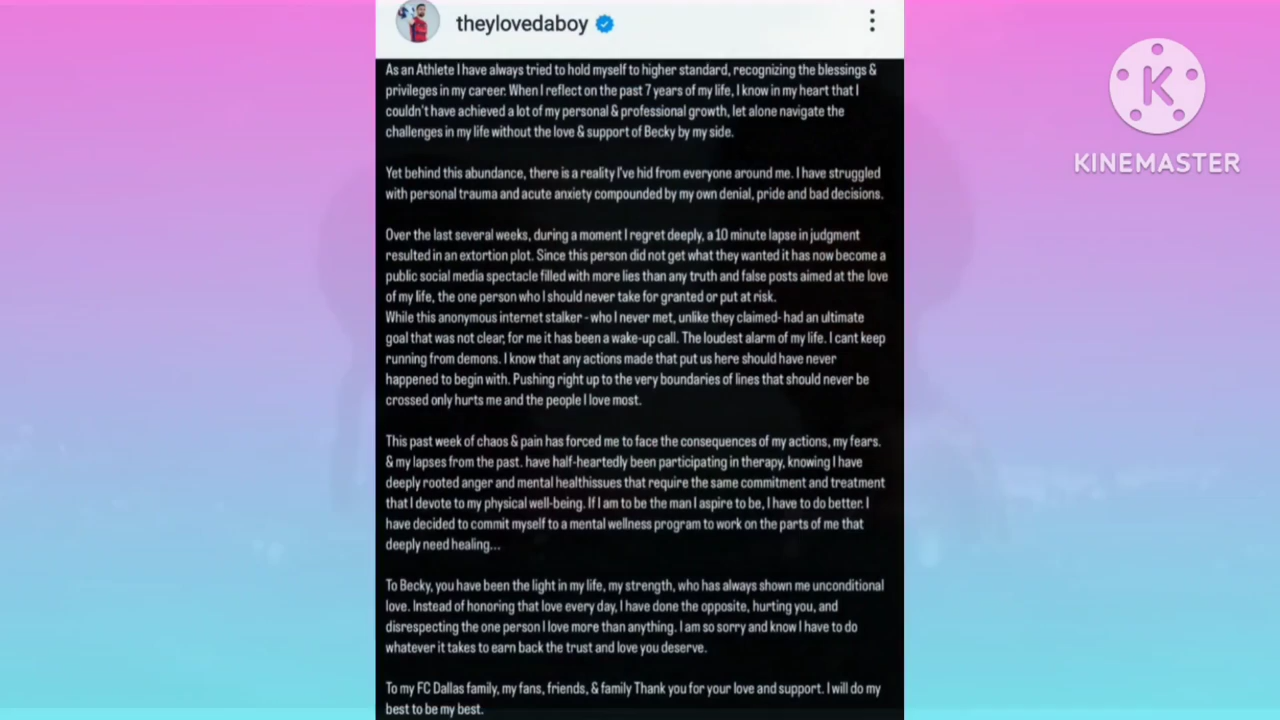 theylovedaboy
As an Athlete I have always tried to hold myself to higher standard, recognizing the blessings &
privileges in my career. When I reflect on the past 7 years of my life, I know in my heart that I
couldn't have achieved a lot of my personal & professional growth, let alone navigate the
challenges in my life without the love & support of Becky by my side.
Yet behind this abundance, there is a reality I've hid from everyone around me. I have struggled
with personal trauma and acute anxiety compounded by my own denial, pride and bad decisions.
Over the last several weeks, during a moment I regret deeply, a 10 minute lapse in judgment
resulted in an extortion plot. Since this person did not get what they wanted it has now become a
public social media spectacle filled with more lies than any truth and false posts aimed at the love
of my life, the one person who I should never take for granted or put at risk.
While this anonymous internet stalker - who I never met, unlike they claimed- had an ultimate
goal that was not clear, for me it has been a wake-up call. The loudest alarm of my life. I cant keep
running from demons. I know that any actions made that put us here should have never
happened to begin with. Pushing right up to the very boundaries of lines that should never be
crossed only hurts me and the people I love most.
This past week of chaos & pain has forced me to face the consequences of my actions, my fears.
& my lapses from the past. have half-heartedly been participating in therapy, knowing I have
deeply rooted anger and mental healthissues that require the same commitment and treatment
that I devote to my physical well-being. If I am to be the man I aspire to be, I have to do better. I
have decided to commit myself to a mental wellness program to work on the parts of me that
deeply need healing...
To Becky, you have been the light in my life, my strength, who has always shown me unconditional
love. Instead of honoring that love every day, I have done the opposite, hurting you, and
disrespecting the one person I love more than anything. I am so sorry and know I have to do
whatever it takes to earn back the trust and love you deserve.
To my FC Dallas family, my fans, friends, & family Thank you for your love and support. I will do my
best to be my best.
K
KINEMASTER